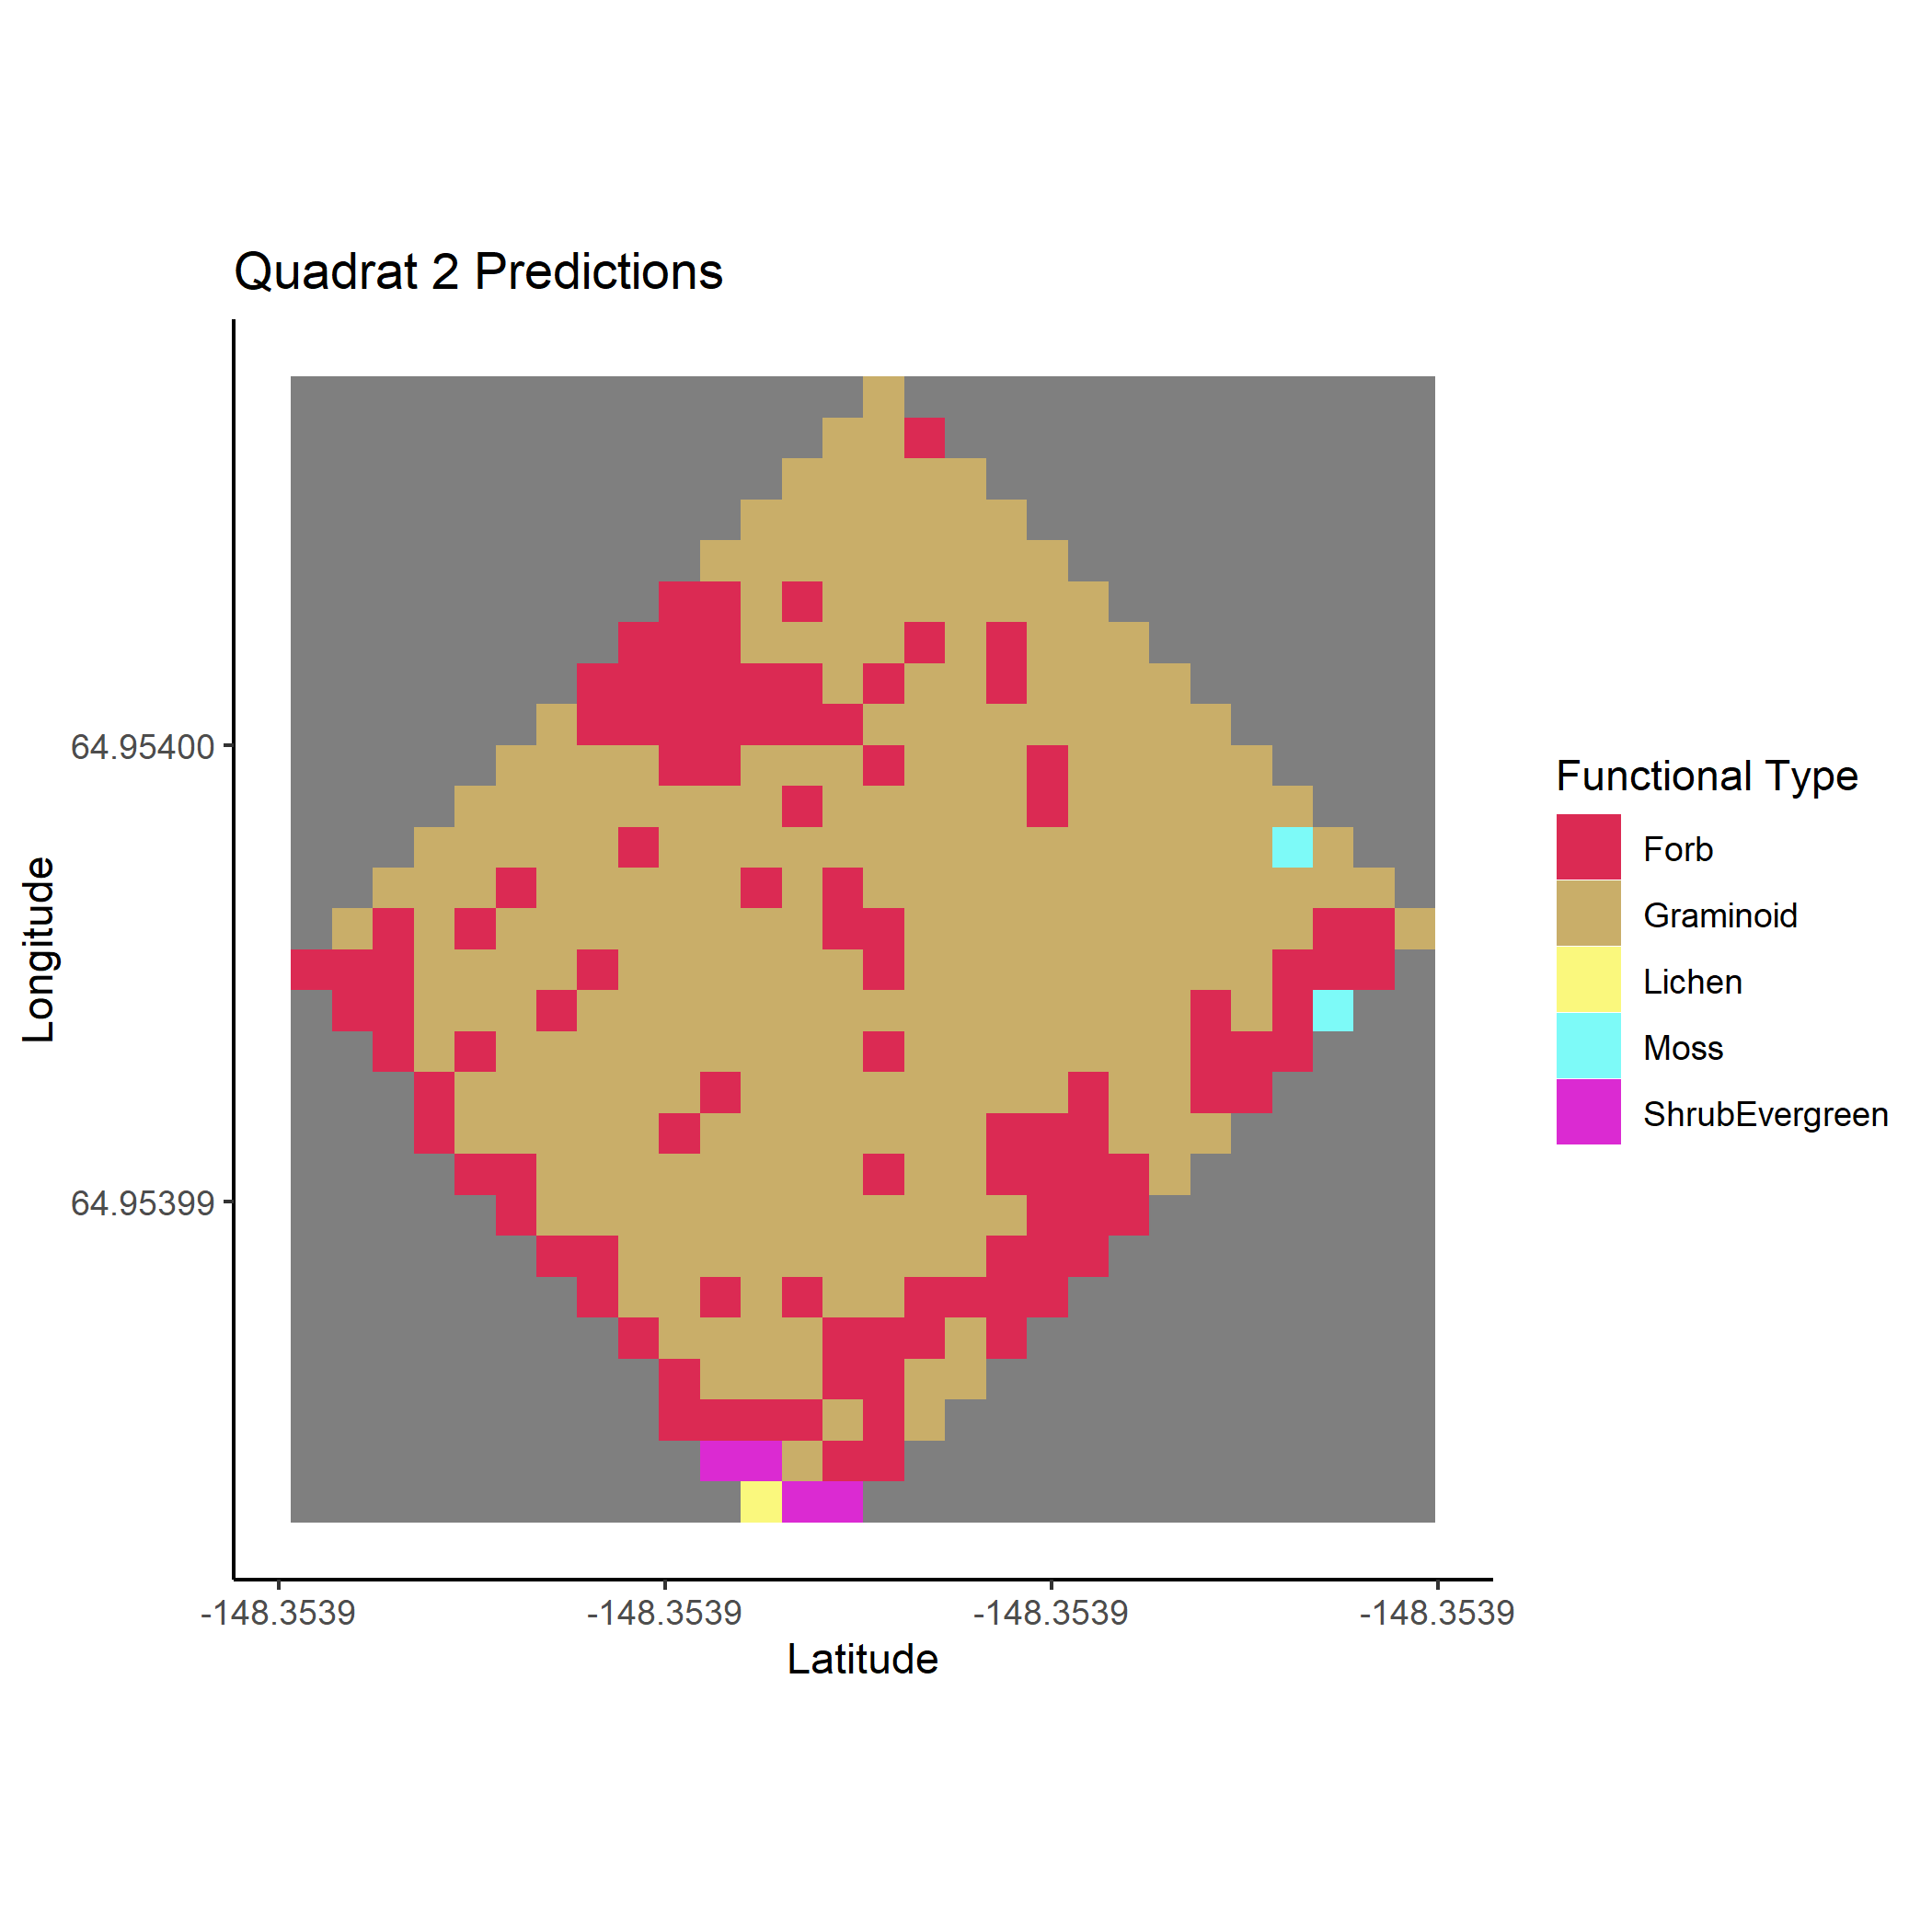 Quadrat 2 Predictions
64.95400
64.95399
Longitude
-148.3539 -148.3539 -148.3539 -148.3539
Latitude
Functional Type
Forb
Graminoid
Lichen
Moss
ShrubEvergreen